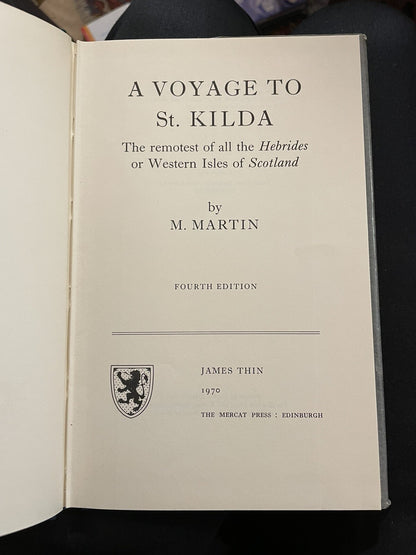 A VOYAGE TO
St. KILDA
The remotest of all the Hebrides
or Western Isles of Scotland
by
M. MARTIN
FOURTH EDITION
JAMES THIN
1970
THE MERCAT PRESS : EDINBURGH